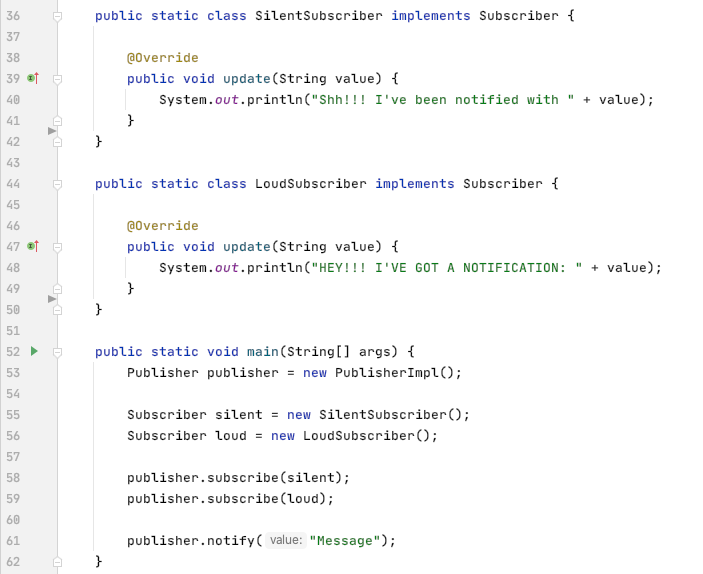 36 public static class SilentSubscriber implements Subscriber {
37
38 @Override
39 public void update(String value) {
40 System.out.println("Shh!!! I've been notified with " + value);
41 }
42 }
43
44 public static class LoudSubscriber implements Subscriber {
45
46 @Override
47 public void update(String value) {
48 System.out.println("HEY!!! I'VE GOT A NOTIFICATION: " + value);
49 }
50 }
51
52 public static void main(String[] args) {
53 Publisher publisher = new PublisherImpl();
54
55 Subscriber silent = new SilentSubscriber();
56 Subscriber loud = new LoudSubscriber();
57
58 publisher.subscribe(silent);
59 publisher.subscribe(loud);
60
61 publisher.notify( value: "Message");
62 }